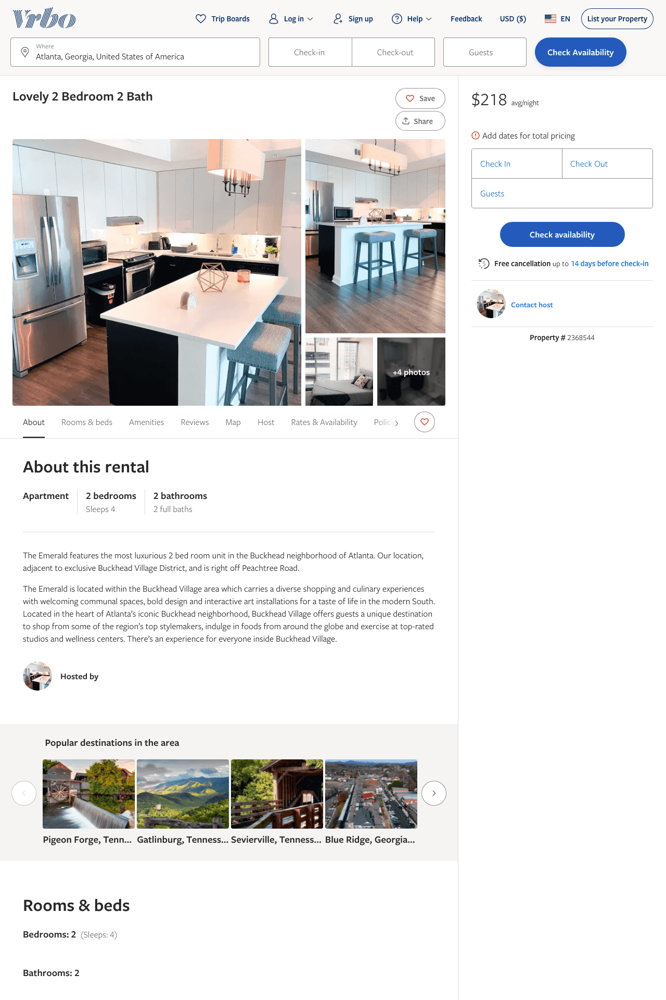 Vrbo
Trip Boards
Log in
Sign up
Help
Feedback
USD ($)
EN
List your Property
Where
Atlanta, Georgia, United States of America
Check-in
Check-out
Guests
Check Availability
Lovely 2 Bedroom 2 Bath
Save
Share
+4 photos
$218 avg/night
Add dates for total pricing
Check In
Check Out
Guests
Check availability
Free cancellation up to 14 days before check-in
Contact host
Property # 2368544
About
Rooms & beds
Amenities
Reviews
Map
Host
Rates & Availability
Polici
About this rental
Apartment
2 bedrooms
Sleeps 4
2 bathrooms
2 full baths
The Emerald features the most luxurious 2 bed room unit in the Buckhead neighborhood of Atlanta. Our location,
adjacent to exclusive Buckhead Village District, and is right off Peachtree Road.
The Emerald is located within the Buckhead Village area which carries a diverse shopping and culinary experiences
with welcoming communal spaces, bold design and interactive art installations for a taste of life in the modern South.
Located in the heart of Atlanta’s iconic Buckhead neighborhood, Buckhead Village offers guests a unique destination
to shop from some of the region’s top stylemakers, indulge in foods from around the globe and exercise at top-rated
studios and wellness centers. There’s an experience for everyone inside Buckhead Village.
Hosted by
Popular destinations in the area
Pigeon Forge, Tenn...
Gatlinburg, Tenness...
Sevierville, Tenness...
Blue Ridge, Georgia...
Rooms & beds
Bedrooms: 2 (Sleeps: 4)
Bathrooms: 2